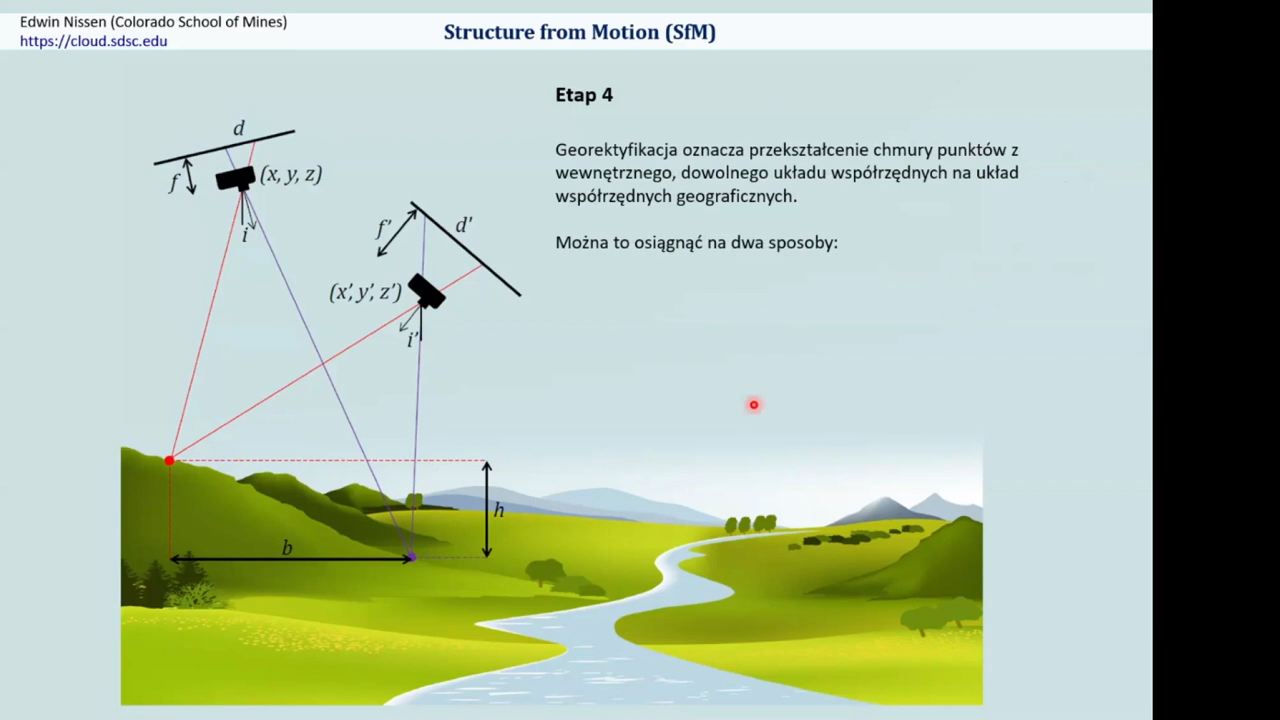 Edwin Nissen (Colorado School of Mines)
https://cloud.sdsc.edu
Structure from Motion (SfM)
Etap 4
Georektyfikacja oznacza przekształcenie chmury punktów z
wewnętrznego, dowolnego układu współrzędnych na układ
współrzędnych geograficznych.
Można to osiągnąć na dwa sposoby:
d
f
(x, y, z)
i
f'
d'
(x', y', z')
i'
h
b